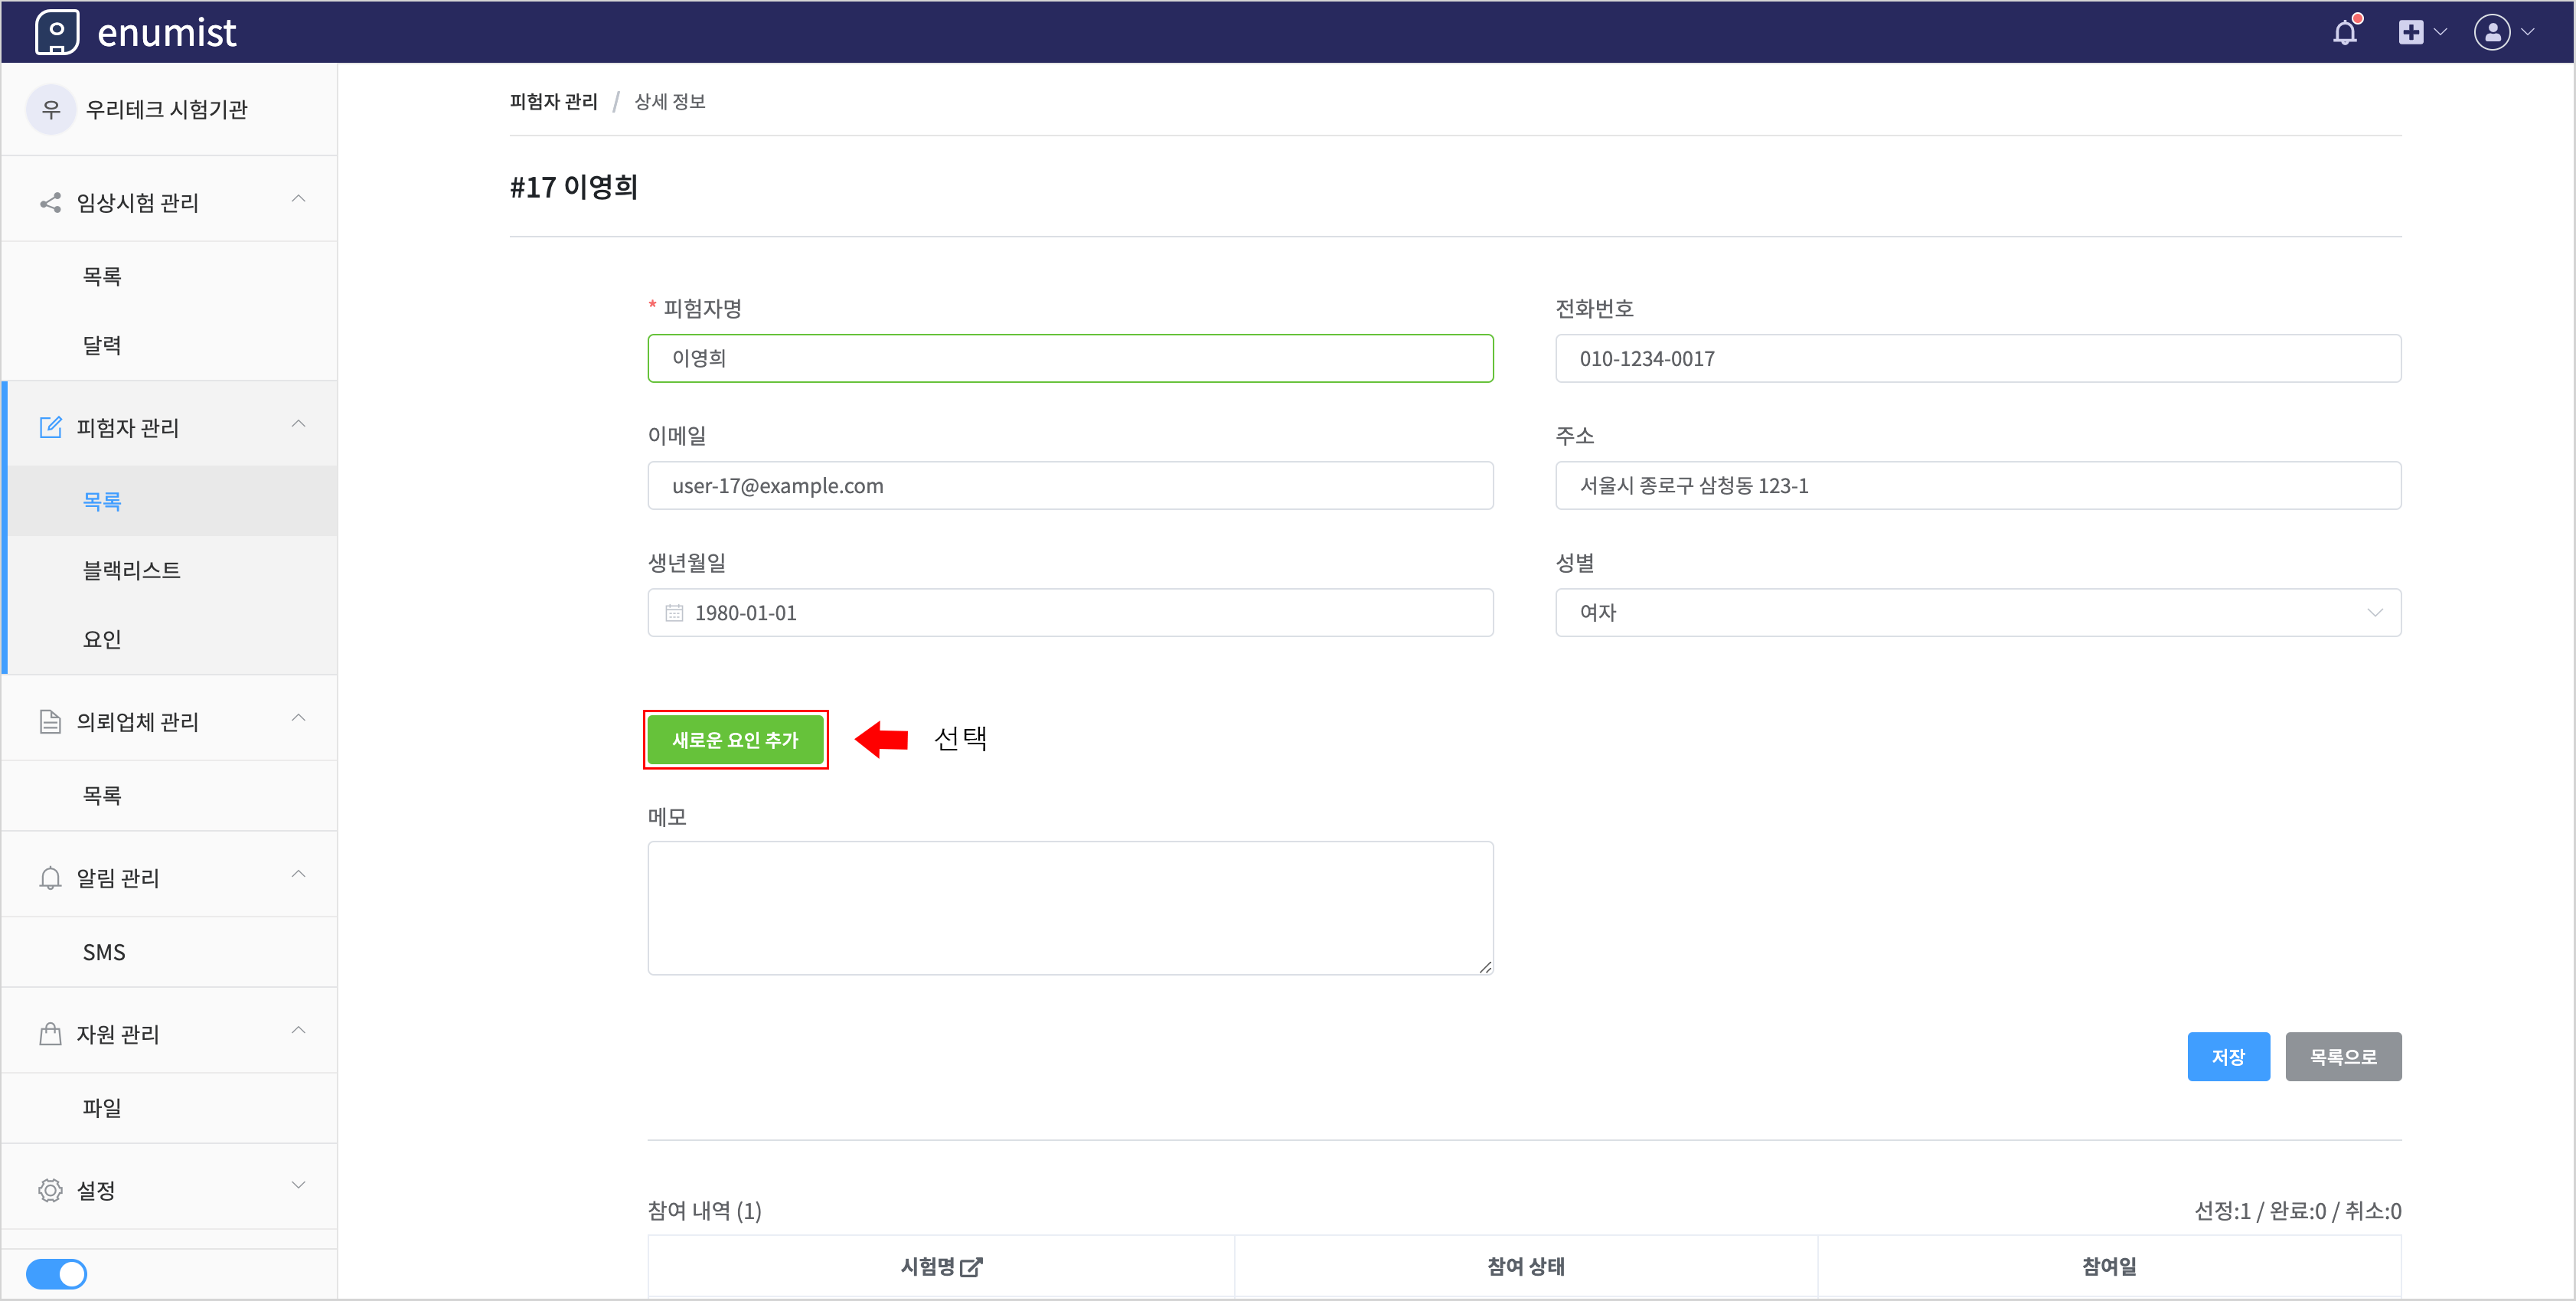 enumist
우 우리테크 시험기관
임상시험 관리
목록
달력
피험자 관리
목록
블랙리스트
요인
의뢰업체 관리
목록
알림 관리
SMS
자원 관리
파일
설정
피험자 관리 / 상세 정보
#17 이영희
* 피험자명
이영희
전화번호
010-1234-0017
이메일
user-17@example.com
주소
서울시 종로구 삼청동 123-1
생년월일
1980-01-01
성별
여자
새로운 요인 추가
선택
메모
저장
목록으로
참여 내역 (1)
선정:1 / 완료:0 / 취소:0
시험명
참여 상태
참여일